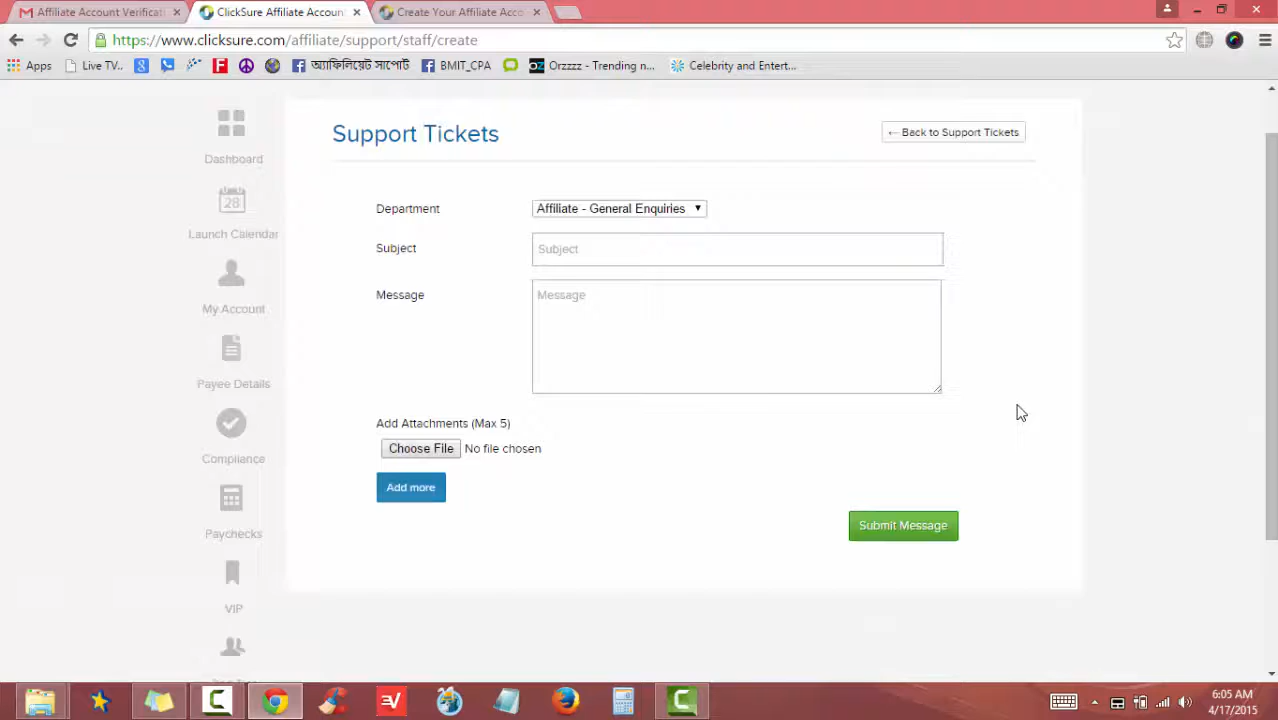 Affiliate Account Verificati
ClickSure Affiliate Accoun
Create Your Affiliate Acco
https://www.clicksure.com/affiliate/support/staff/create
Apps
Live TV..
অ্যাফিলিয়েট সাপোর্ট
BMIT_CPA
Orzzzz - Trending n...
Celebrity and Entert...
Dashboard
28
Launch Calendar
My Account
Payee Details
Compliance
Paychecks
VIP
Support Tickets
←Back to Support Tickets
Department
Affiliate - General Enquiries
Subject
Subject
Message
Message
Add Attachments (Max 5)
Choose File No file chosen
Add more
Submit Message
6:05 AM
4/17/2015